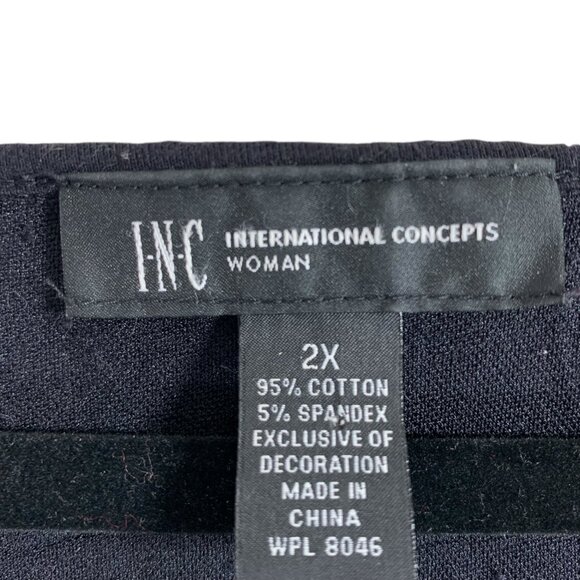 I·N·C INTERNATIONAL CONCEPTS
WOMAN
2X
95% COTTON
5% SPANDEX
EXCLUSIVE OF
DECORATION
MADE IN
CHINA
WPL 8046